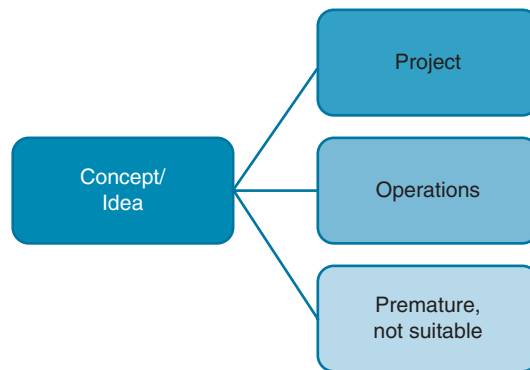 Project
Concept/
Idea
Operations
Premature,
not suitable